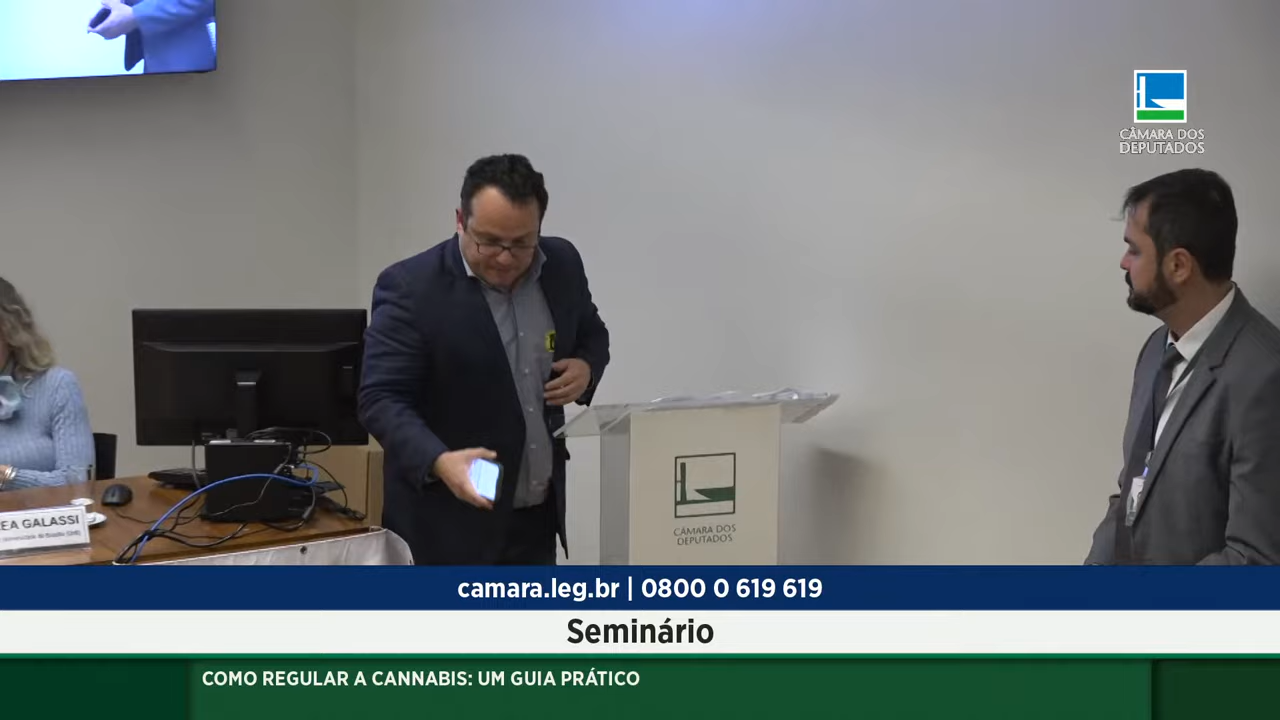 CÂMARA DOS
DEPUTADOS
EA GALASSI
CÂMARA DOS
DEPUTADOS
camara.leg.br | 0800 0 619 619
Seminário
COMO REGULAR A CANNABIS: UM GUIA PRÁTICO